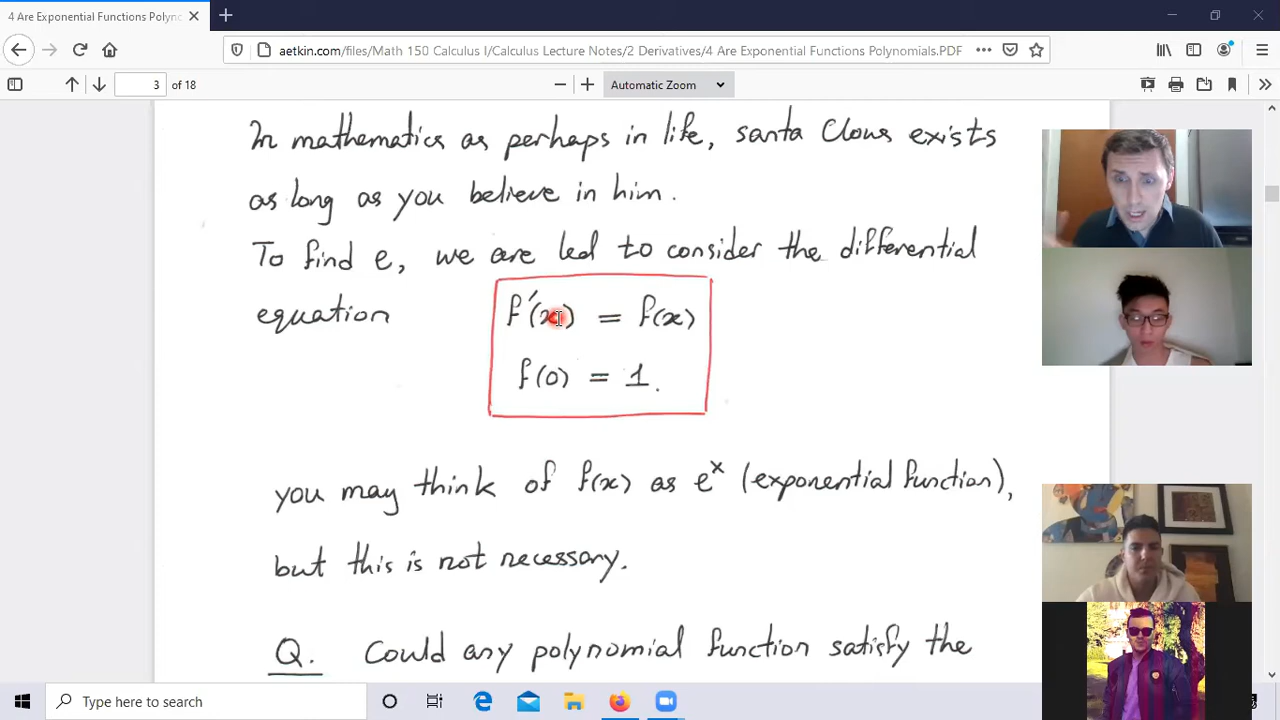 4 Are Exponential Functions Polync
aetkin.com/files/Math 150 Calculus I/Calculus Lecture Notes/2 Derivatives/4 Are Exponential Functions Polynomials.PDF
3 of 18
Automatic Zoom
In mathematics as perhaps in life, santa Claus exists
as long as you believe in him.
To find e, we are led to consider the differential
equation
f'(x) = f(x)
f(0) = 1.
you may think of f(x) as e^x (exponential function),
but this is not necessary.
Q. Could any polynomial function satisfy the
Type here to search